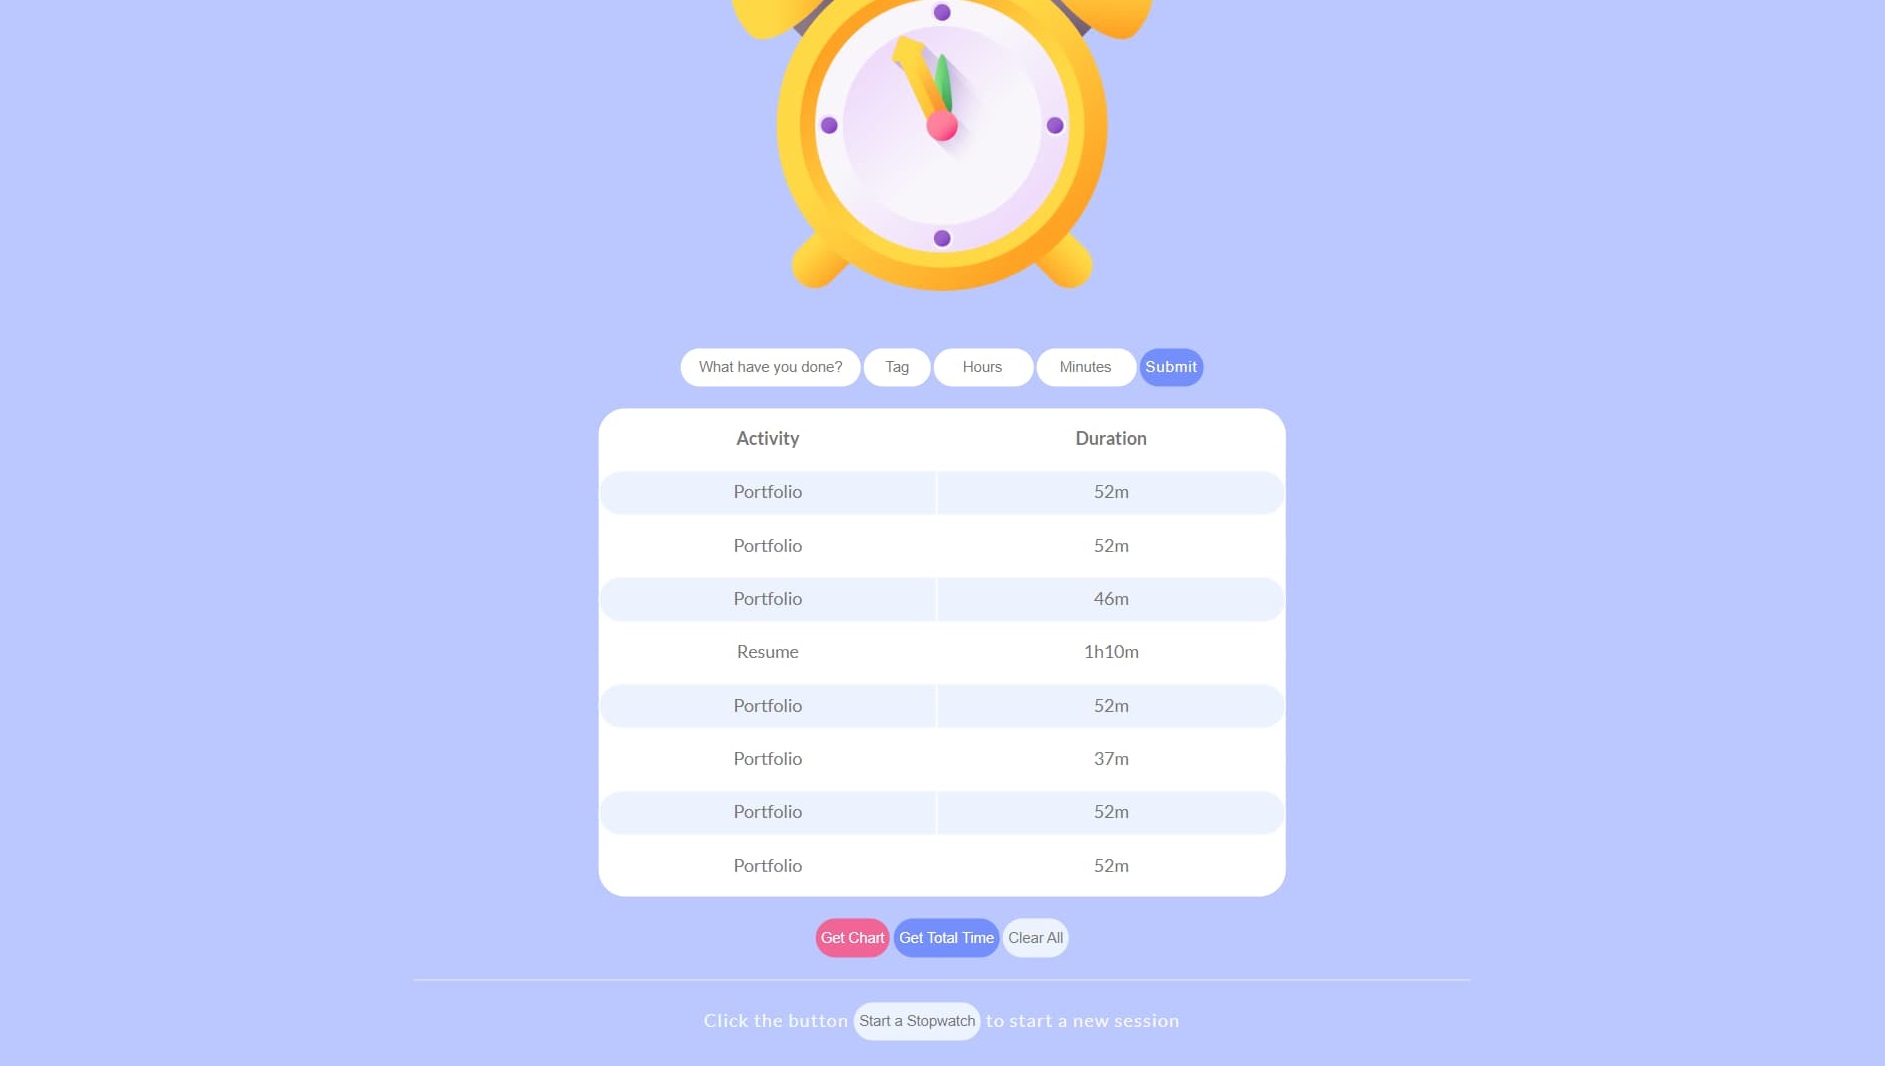 What have you done? Tag Hours Minutes Submit
Activity Duration
Portfolio 52m
Portfolio 52m
Portfolio 46m
Resume 1h10m
Portfolio 52m
Portfolio 37m
Portfolio 52m
Portfolio 52m
Get Chart Get Total Time Clear All
Click the button Start a Stopwatch to start a new session